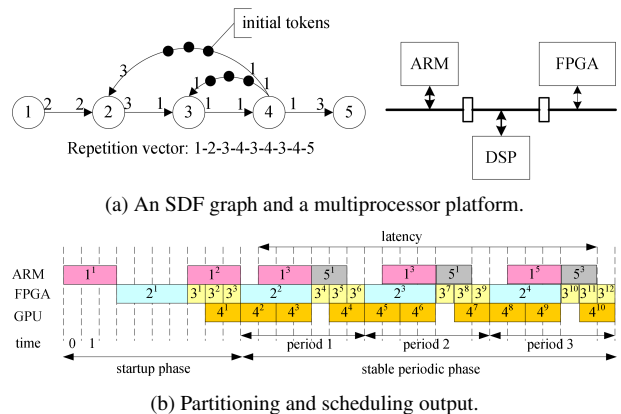 initial tokens
3 1 1 1
1 2 2 2 3 1 3 1 1 4 1 3 5
Repetition vector: 1-2-3-4-3-4-3-4-5
ARM FPGA
DSP
(a) An SDF graph and a multiprocessor platform.
latency
ARM 1¹ 1² 1³ 5¹ 1³ 5¹ 1⁵ 5³
FPGA 2¹ 3¹ 3² 3³ 2² 3⁴ 3⁵ 3⁶ 2³ 3⁷ 3⁸ 3⁹ 2⁴ 3¹⁰ 3¹¹ 3¹²
GPU 4¹ 4² 4³ 4⁴ 4⁵ 4⁶ 4⁷ 4⁸ 4⁹ 4¹⁰
time 0 1 period 1 period 2 period 3
startup phase stable periodic phase
(b) Partitioning and scheduling output.